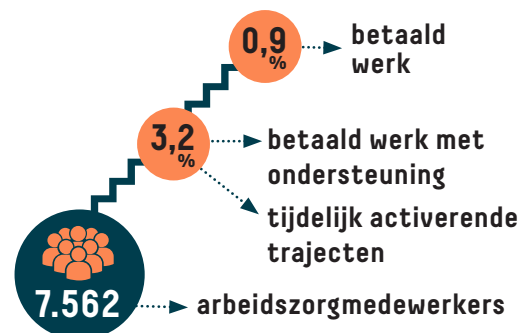 0,9
%
betaald
werk
3,2
%
betaald werk met
ondersteuning
tijdelijk activerende
trajecten
7.562
arbeidszorgmedewerkers